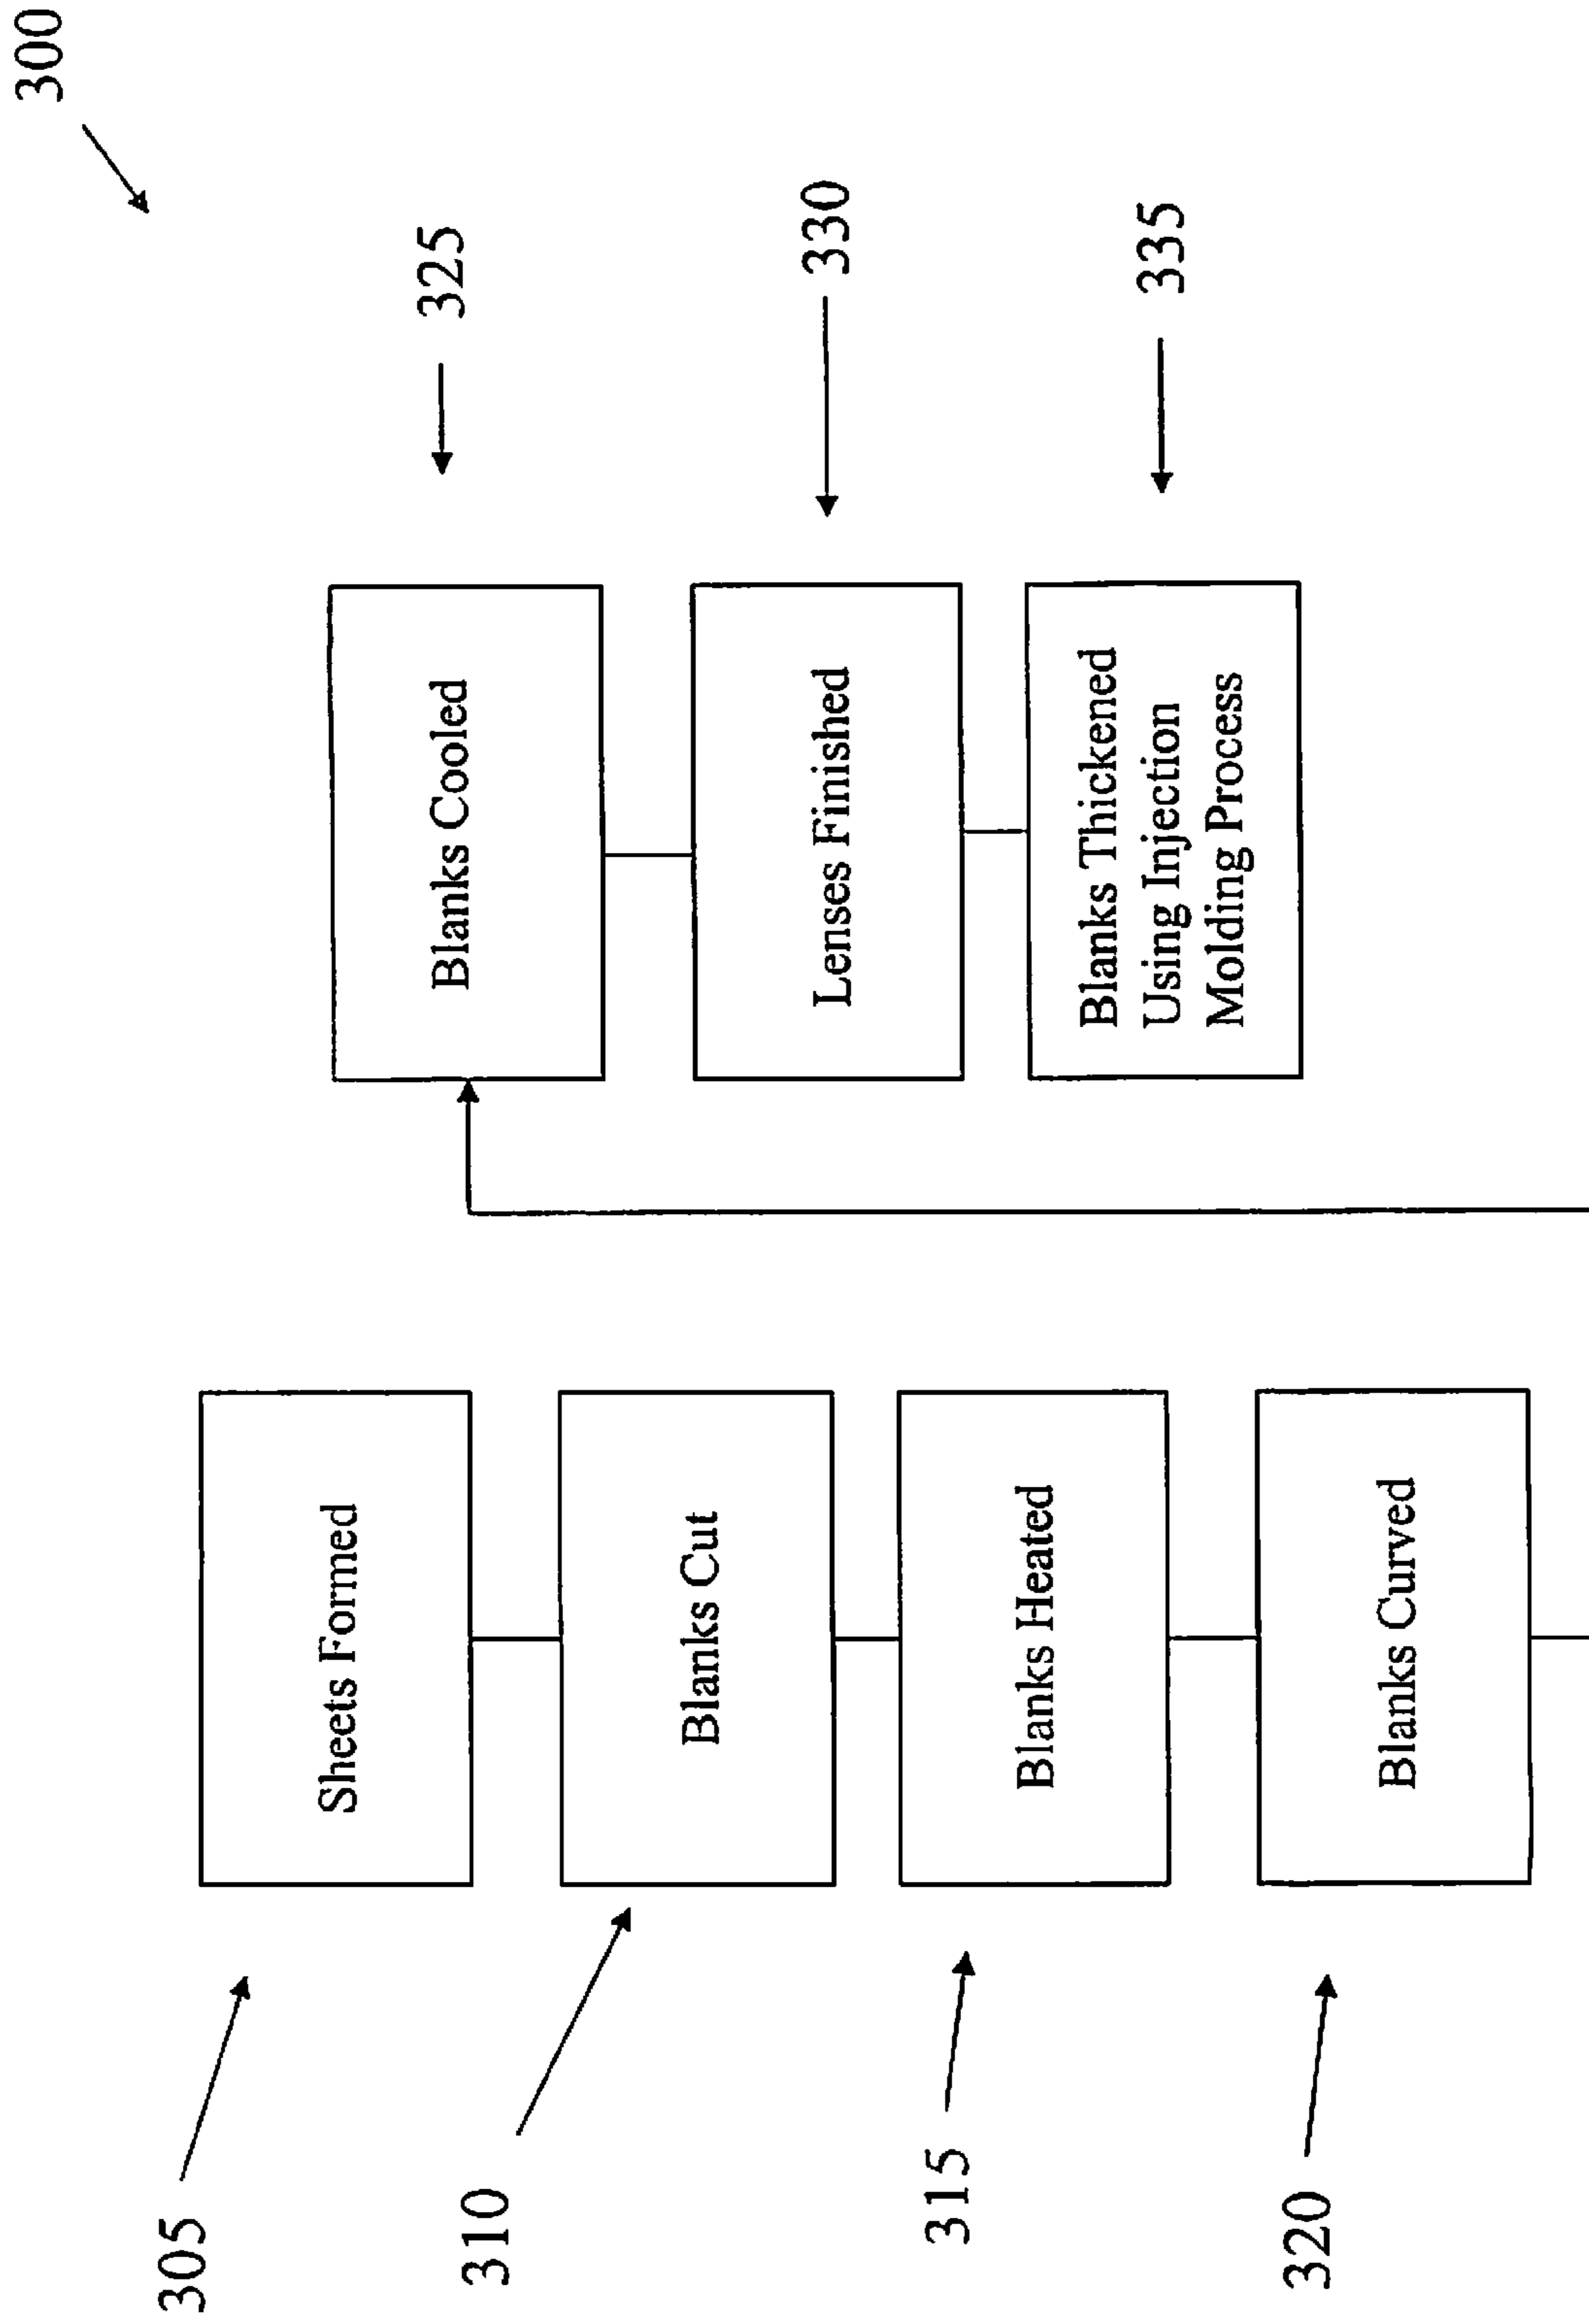 300
305
Sheets Formed
310
Blanks Cut
315
Blanks Heated
320
Blanks Curved
Blanks Cooled
325
Lenses Finished
330
Blanks Thickened
Using Injection
Molding Process
335